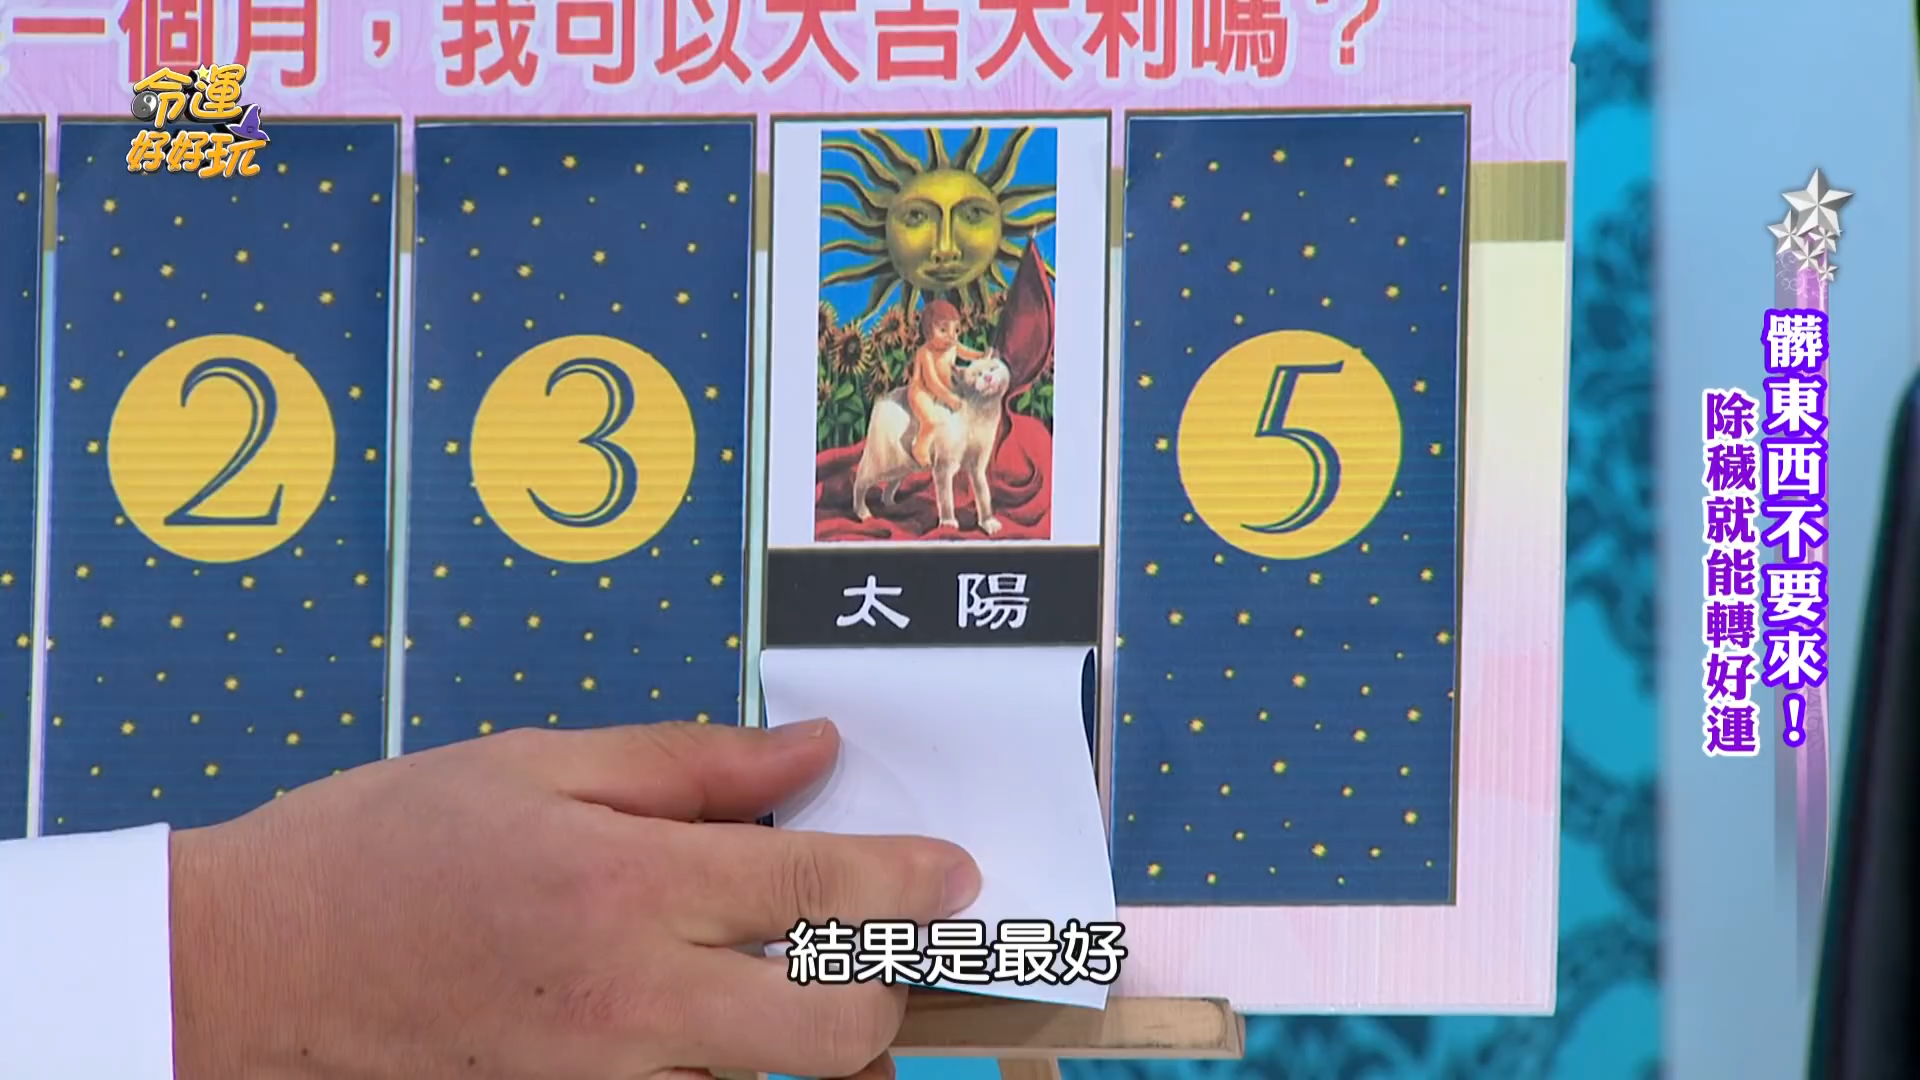 一個月，我可以大吉大利嗎？
命運
好好玩
2
3
5
太陽
髒東西不要來！
除穢就能轉好運
結果是最好